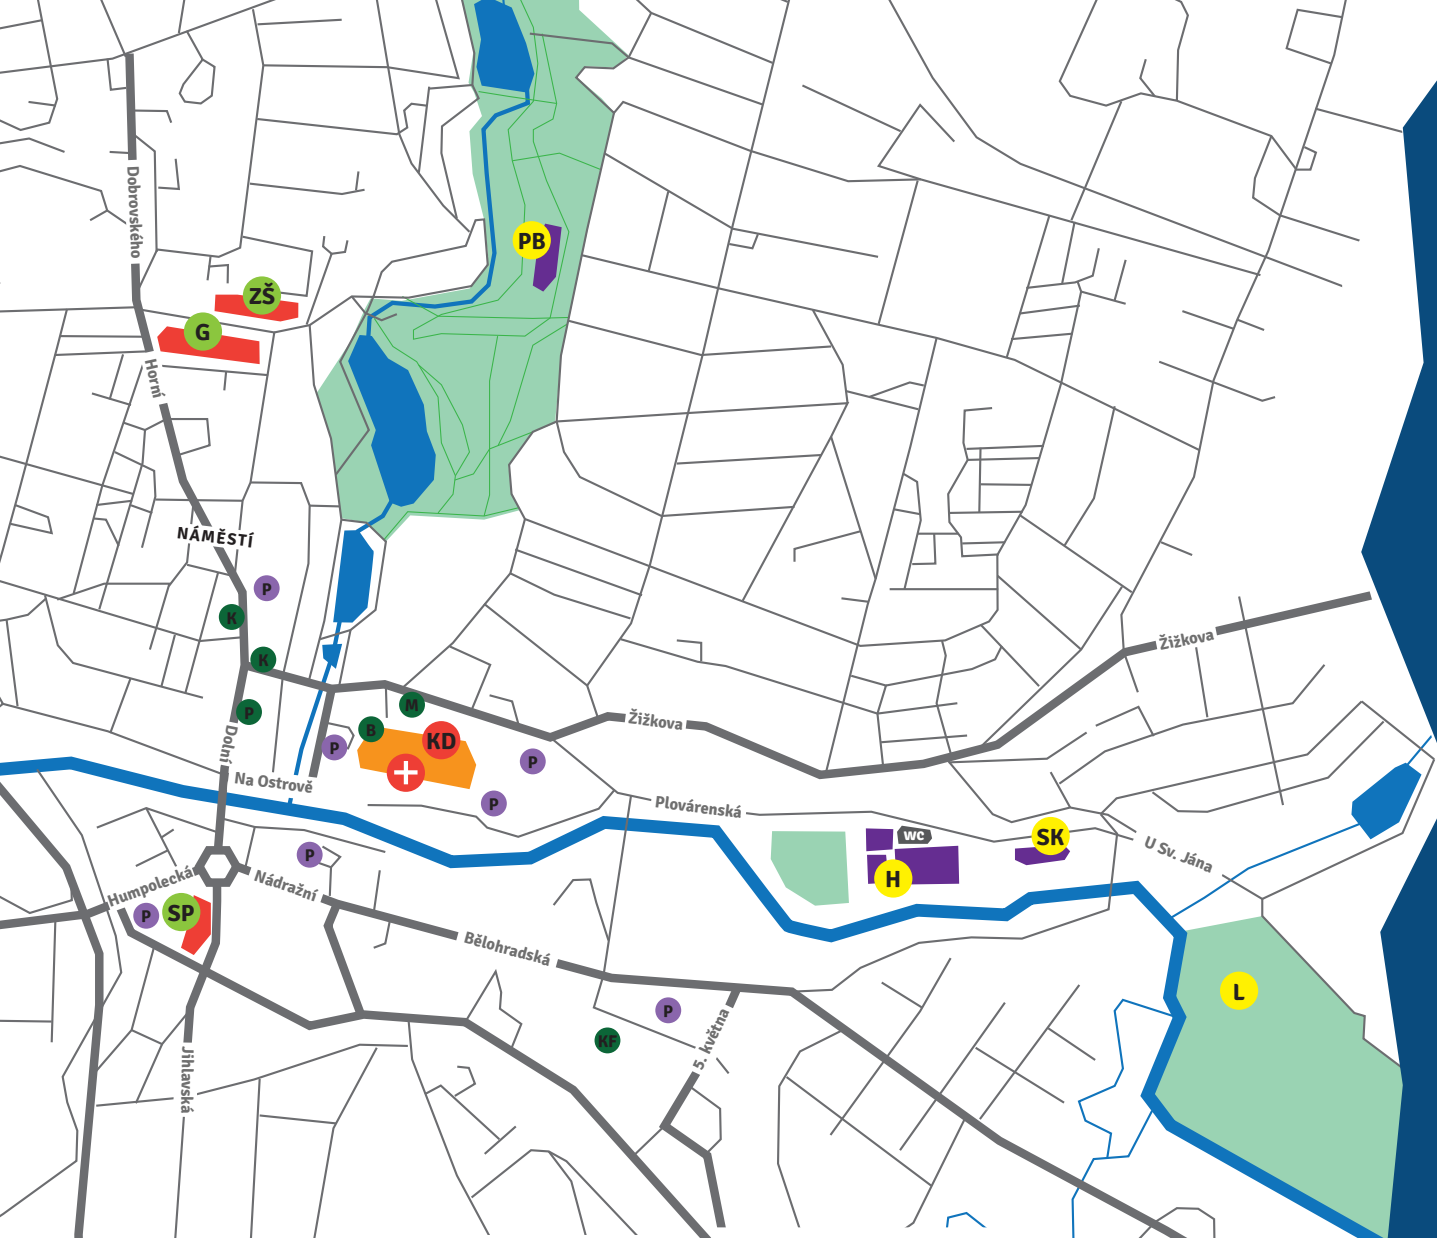 Dobrovského
PB
ZŠ
G
Horní
NÁMĚSTÍ
P
K
K
Žižkova
P
M
Žižkova
B
KD
Dolní
P
P
Na Ostrově
P
Plovárenská
WC
SK
U Sv. Jána
P
H
Humpolecká
Nádražní
P
SP
Bělohradská
L
P
5. května
KF
Jihlavská